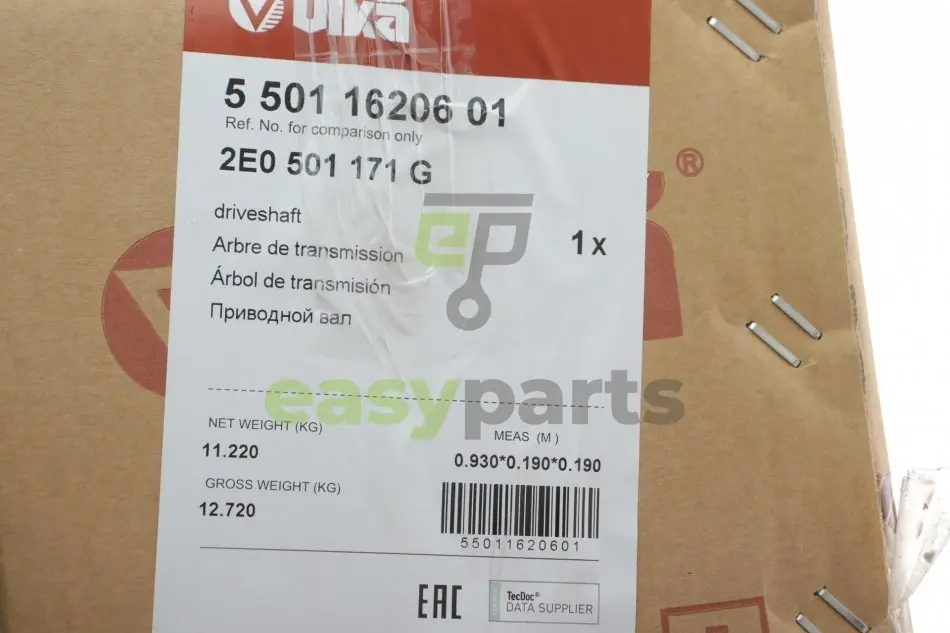 vika
5 501 16206 01
Ref. No. for comparison only
2E0 501 171 G
®
driveshaft
1 x
Arbre de transmission
Árbol de transmisión
Приводной вал
ep
easyparts
NET WEIGHT (KG)
MEAS (M)
11.220
0.930*0.190*0.190
GROSS WEIGHT (KG)
12.720
55011620601
EAC
TecDoc®
DATA SUPPLIER